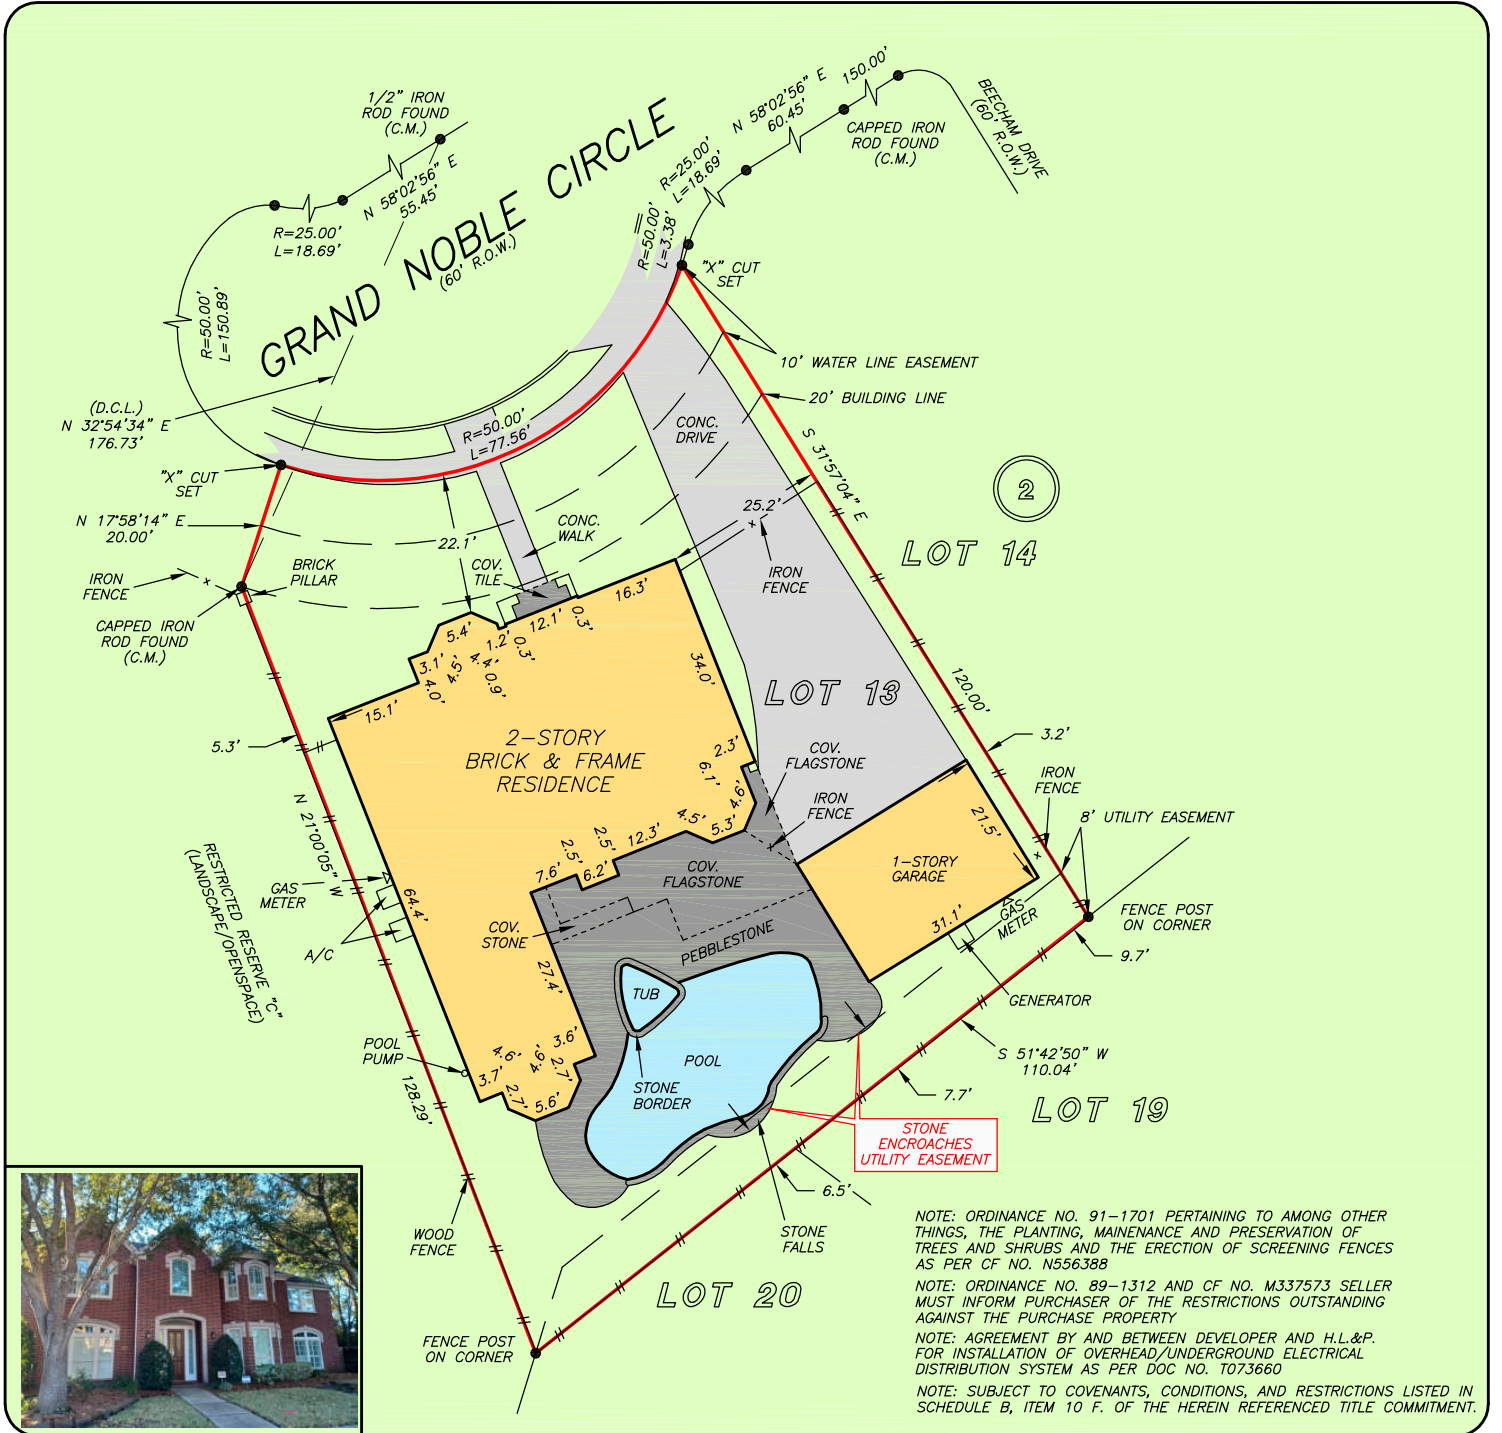 1/2" IRON
ROD FOUND
(C.M.)
N 58°02'56" E
55.45'
R=25.00'
L=18.69'
R=50.00'
L=150.89'
GRAND NOBLE CIRCLE
(60' R.O.W.)
R=50.00'
L=3.38'
R=25.00'
L=18.69'
N 58°02'56" E
60.45'
150.00'
CAPPED IRON
ROD FOUND
(C.M.)
BEECHAM DRIVE
(60' R.O.W.)
"X" CUT
SET
10' WATER LINE EASEMENT
20' BUILDING LINE
(D.C.L.)
N 32°54'34" E
176.73'
"X" CUT
SET
N 17°58'14" E
20.00'
IRON
FENCE
BRICK
PILLAR
CAPPED IRON
ROD FOUND
(C.M.)
R=50.00'
L=77.56'
22.1'
CONC.
WALK
COV.
TILE
CONC.
DRIVE
25.2'
IRON
FENCE
S 31°57'04" E
120.00'
2
LOT 14
LOT 13
16.3'
0.3'
12.1'
0.3'
1.2'
4.4'
0.9'
5.4'
4.5'
3.1'
4.0'
15.1'
34.0'
2-STORY
BRICK & FRAME
RESIDENCE
2.3'
6.1'
4.6'
5.3'
4.5'
12.3'
2.5'
6.2'
2.5'
7.6'
COV.
FLAGSTONE
IRON
FENCE
3.2'
IRON
FENCE
8' UTILITY EASEMENT
21.5'
1-STORY
GARAGE
31.1'
GAS
METER
FENCE POST
ON CORNER
9.7'
GENERATOR
5.3'
N 21°00'05" W
128.29'
RESTRICTED RESERVE "C"
(LANDSCAPE/OPENSPACE)
GAS
METER
A/C
64.4'
COV.
FLAGSTONE
COV.
STONE
PEBBLESTONE
27.4'
TUB
POOL
STONE
BORDER
POOL
PUMP
3.6'
2.7'
4.6'
4.6'
3.7'
2.7'
5.6'
S 51°42'50" W
110.04'
7.7'
LOT 19
STONE
ENCROACHES
UTILITY EASEMENT
6.5'
STONE
FALLS
WOOD
FENCE
LOT 20
FENCE POST
ON CORNER
NOTE: ORDINANCE NO. 91-1701 PERTAINING TO AMONG OTHER
THINGS, THE PLANTING, MAINENANCE AND PRESERVATION OF
TREES AND SHRUBS AND THE ERECTION OF SCREENING FENCES
AS PER CF NO. N556388
NOTE: ORDINANCE NO. 89-1312 AND CF NO. M337573 SELLER
MUST INFORM PURCHASER OF THE RESTRICTIONS OUTSTANDING
AGAINST THE PURCHASE PROPERTY
NOTE: AGREEMENT BY AND BETWEEN DEVELOPER AND H.L.&P.
FOR INSTALLATION OF OVERHEAD/UNDERGROUND ELECTRICAL
DISTRIBUTION SYSTEM AS PER DOC NO. T073660
NOTE: SUBJECT TO COVENANTS, CONDITIONS, AND RESTRICTIONS LISTED IN
SCHEDULE B, ITEM 10 F. OF THE HEREIN REFERENCED TITLE COMMITMENT.